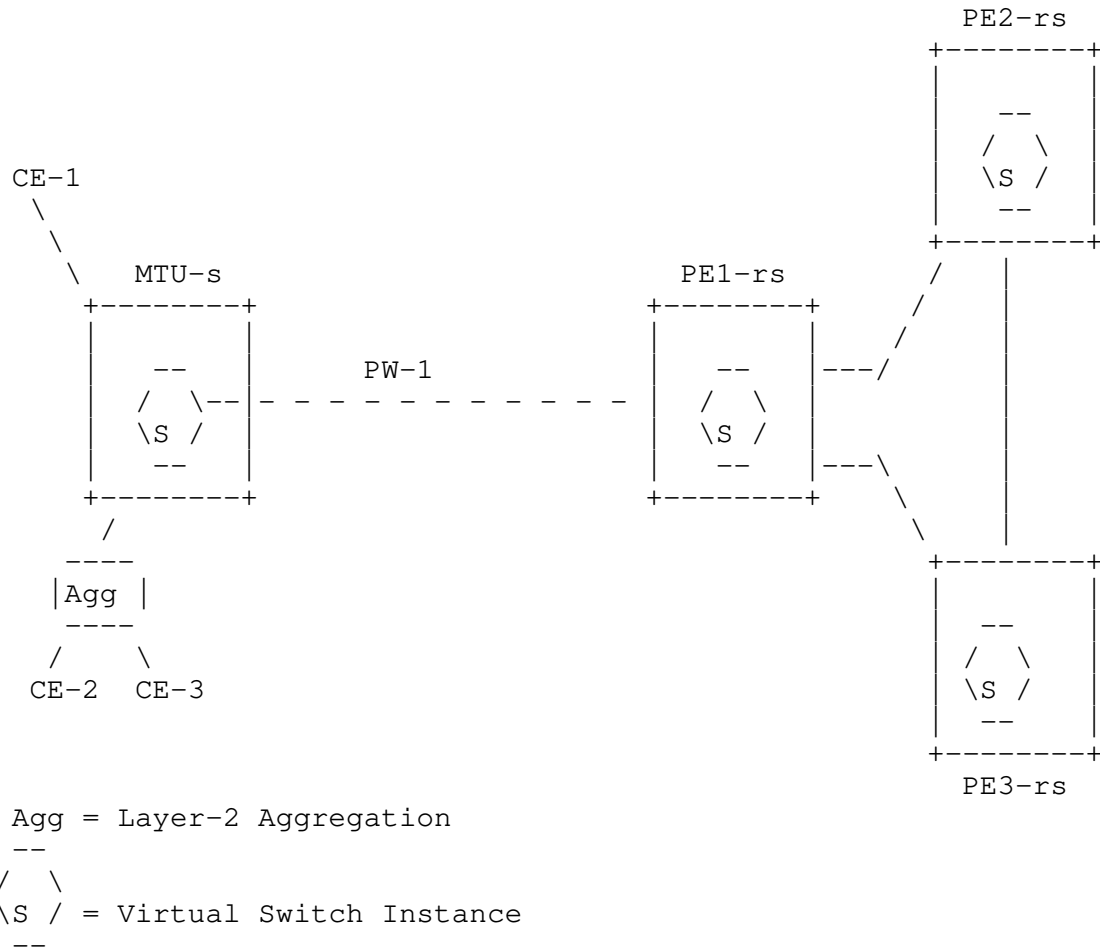 PE2-rs
S
CE-1
MTU-s
PE1-rs
PW-1
S
S
Agg
S
CE-2 CE-3
PE3-rs
Agg = Layer-2 Aggregation
S = Virtual Switch Instance